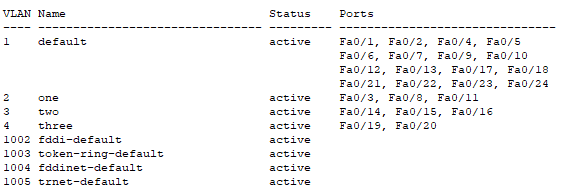 VLAN Name                             Status    Ports
---- -------------------------------- --------- -------------------------------
1    default                          active    Fa0/1, Fa0/2, Fa0/4, Fa0/5
                                                Fa0/6, Fa0/7, Fa0/9, Fa0/10
                                                Fa0/12, Fa0/13, Fa0/17, Fa0/18
                                                Fa0/21, Fa0/22, Fa0/23, Fa0/24
2    one                              active    Fa0/3, Fa0/8, Fa0/11
3    two                              active    Fa0/14, Fa0/15, Fa0/16
4    three                            active    Fa0/19, Fa0/20
1002 fddi-default                     active
1003 token-ring-default               active
1004 fddinet-default                  active
1005 trnet-default                    active